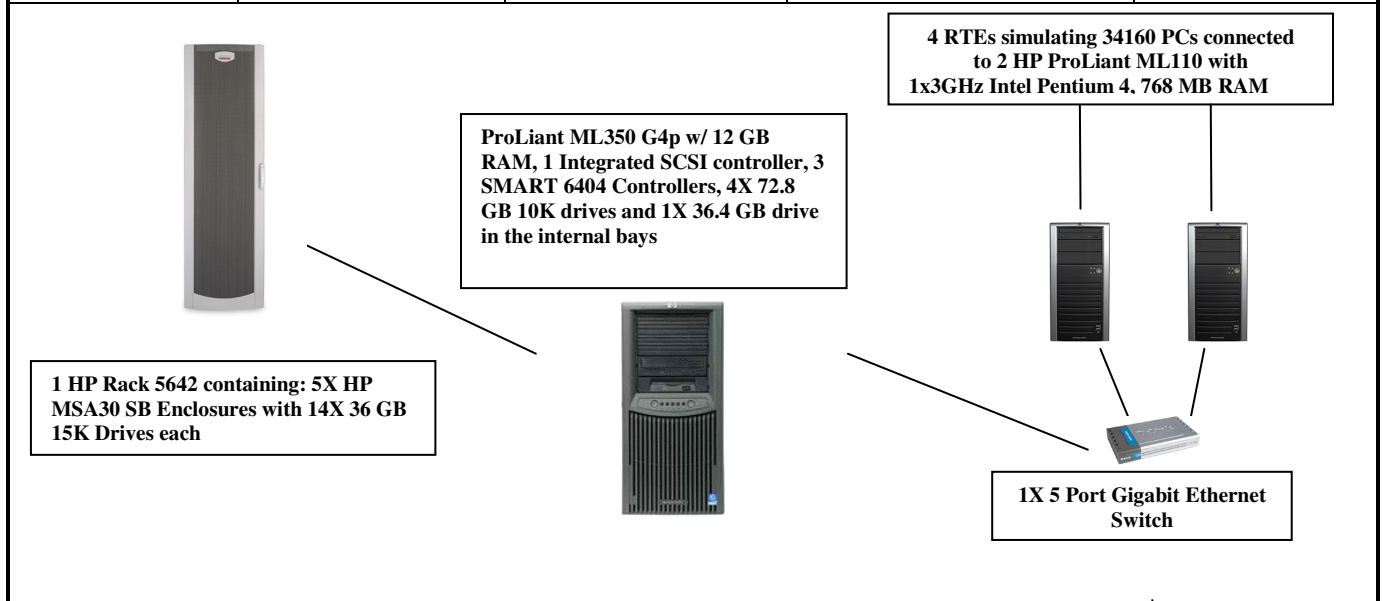 4 RTEs simulating 34160 PCs connected
to 2 HP ProLiant ML110 with
1x3GHz Intel Pentium 4, 768 MB RAM
ProLiant ML350 G4p w/ 12 GB
RAM, 1 Integrated SCSI controller, 3
SMART 6404 Controllers, 4X 72.8
GB 10K drives and 1X 36.4 GB drive
in the internal bays
1 HP Rack 5642 containing: 5X HP
MSA30 SB Enclosures with 14X 36 GB
15K Drives each
1X 5 Port Gigabit Ethernet
Switch